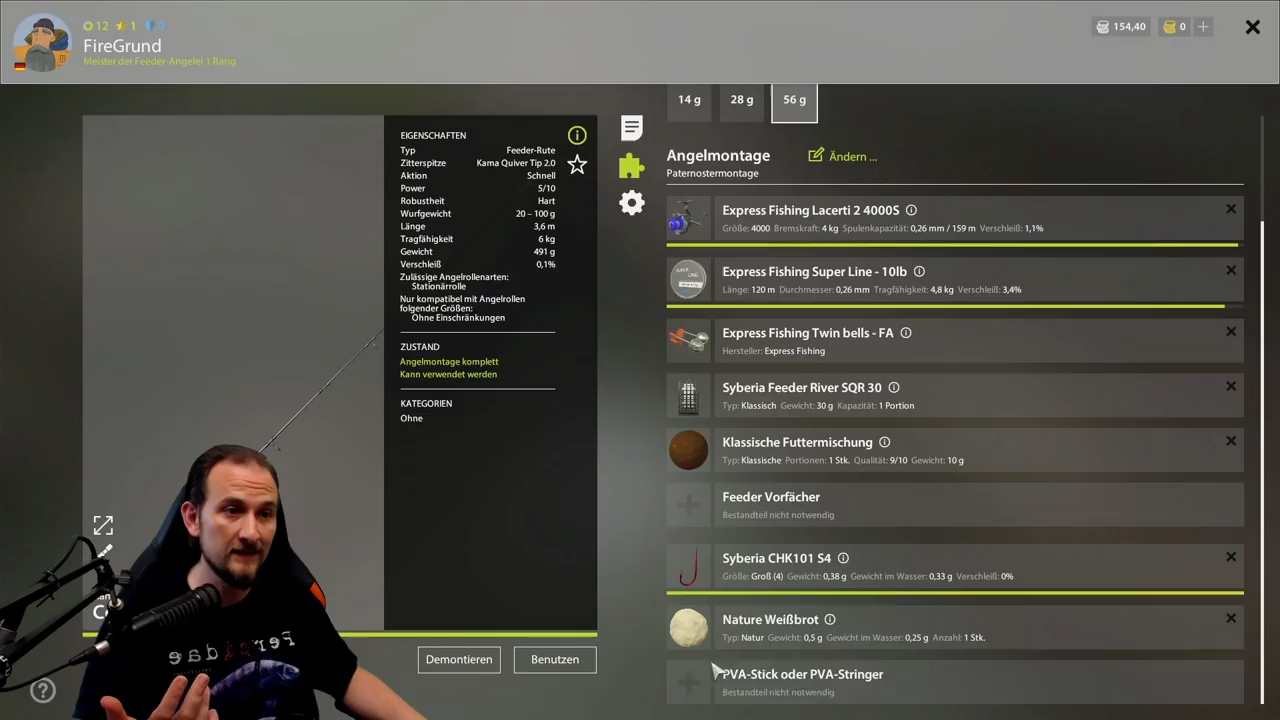 12 1 0
FireGrund
Meister der Feeder-Angelei 1 Rang
154,40
0
14 g
28 g
56 g
EIGENSCHAFTEN
Typ Feeder-Rute
Zitterspitze Kama Quiver Tip 2.0
Aktion Schnell
Power 5/10
Robustheit Hart
Wurfgewicht 20 – 100 g
Länge 3,6 m
Tragfähigkeit 6 kg
Gewicht 491 g
Verschleiß 0,1%
Zulässige Angelrollenarten:
Stationärrolle
Nur kompatibel mit Angelrollen
folgender Größen:
Ohne Einschränkungen
ZUSTAND
Angelmontage komplett
Kann verwendet werden
KATEGORIEN
Ohne
Demontieren
Benutzen
Angelmontage
Ändern ...
Paternostermontage
Express Fishing Lacerti 2 4000S
Größe: 4000 Bremskraft: 4 kg Spulenkapazität: 0,26 mm / 159 m Verschleiß: 1,1%
Express Fishing Super Line - 10lb
Länge: 120 m Durchmesser: 0,26 mm Tragfähigkeit: 4,8 kg Verschleiß: 3,4%
Express Fishing Twin bells - FA
Hersteller: Express Fishing
Syberia Feeder River SQR 30
Typ: Klassisch Gewicht: 30 g Kapazität: 1 Portion
Klassische Futtermischung
Typ: Klassische Portionen: 1 Stk. Qualität: 9/10 Gewicht: 10 g
Feeder Vorfächer
Bestandteil nicht notwendig
Syberia CHK101 S4
Größe: Groß (4) Gewicht: 0,38 g Gewicht im Wasser: 0,33 g Verschleiß: 0%
Nature Weißbrot
Typ: Natur Gewicht: 0,5 g Gewicht im Wasser: 0,25 g Anzahl: 1 Stk.
PVA-Stick oder PVA-Stringer
Bestandteil nicht notwendig